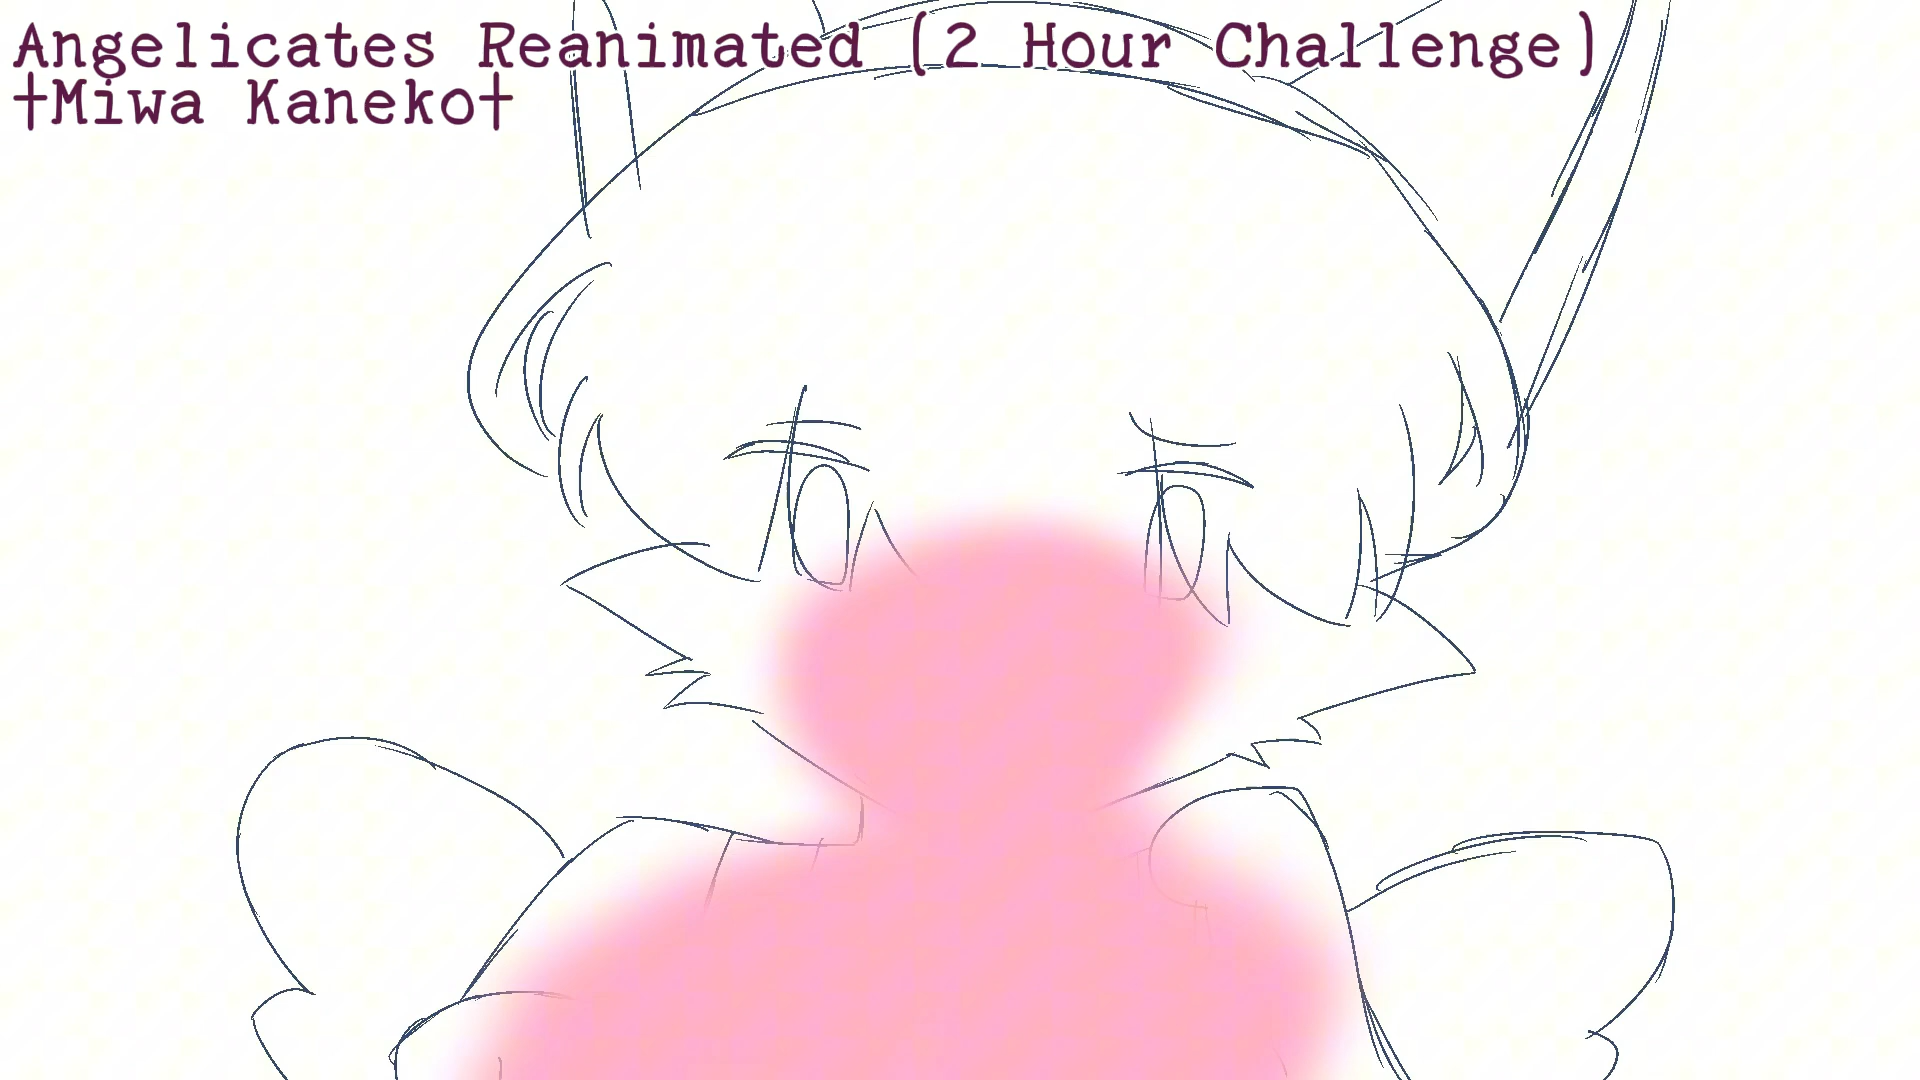 Angelicates Reanimated (2 Hour Challenge)
†Miwa Kaneko†